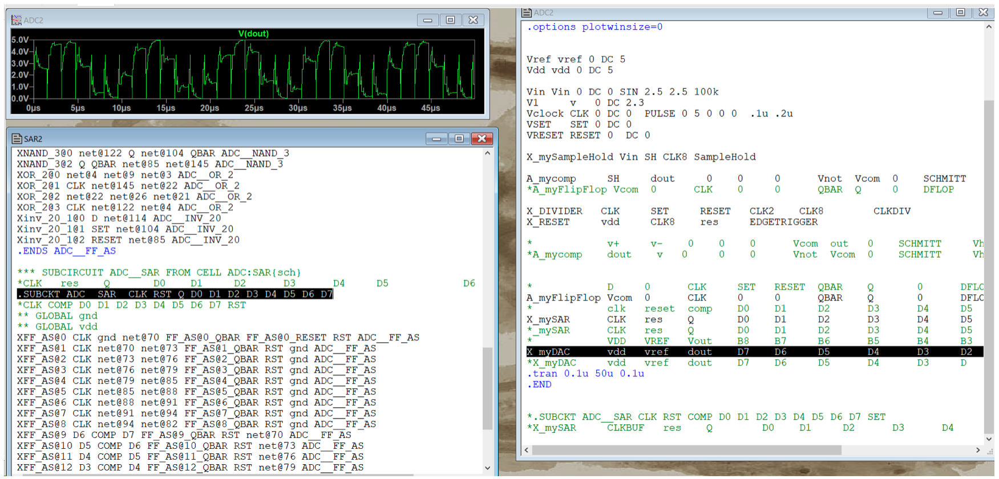 ADC2
V(dout)
5.0V
4.0V
3.0V
2.0V
1.0V
0.0V
0µs 5µs 10µs 15µs 20µs 25µs 30µs 35µs 40µs 45µs
SAR2
XNAND_3@0 net@122 Q net@104 QBAR ADC__NAND_3
XNAND_3@2 Q QBAR net@85 net@145 ADC__NAND_3
XOR_2@0 net@4 net@9 net@3 ADC__OR_2
XOR_2@1 CLK net@145 net@22 ADC__OR_2
XOR_2@2 net@22 net@26 net@21 ADC__OR_2
XOR_2@3 CLK net@122 net@4 ADC__OR_2
Xinv_20_1@0 D net@114 ADC__INV_20
Xinv_20_1@1 SET net@104 ADC__INV_20
Xinv_20_1@2 RESET net@85 ADC__INV_20
.ENDS ADC__FF_AS
*** SUBCIRCUIT ADC__SAR FROM CELL ADC:SAR{sch}
*CLK res Q D0 D1 D2 D3 D4 D5 D6
.SUBCKT ADC__SAR CLK RST Q D0 D1 D2 D3 D4 D5 D6 D7
*CLK COMP D0 D1 D2 D3 D4 D5 D6 D7 RST
** GLOBAL gnd
** GLOBAL vdd
XFF_AS@0 CLK gnd net@70 FF_AS@0_QBAR FF_AS@0_RESET RST ADC__FF_AS
XFF_AS@1 CLK net@70 net@73 FF_AS@1_QBAR RST gnd ADC__FF_AS
XFF_AS@2 CLK net@73 net@76 FF_AS@2_QBAR RST gnd ADC__FF_AS
XFF_AS@3 CLK net@76 net@79 FF_AS@3_QBAR RST gnd ADC__FF_AS
XFF_AS@4 CLK net@79 net@85 FF_AS@4_QBAR RST gnd ADC__FF_AS
XFF_AS@5 CLK net@85 net@88 FF_AS@5_QBAR RST gnd ADC__FF_AS
XFF_AS@6 CLK net@88 net@91 FF_AS@6_QBAR RST gnd ADC__FF_AS
XFF_AS@7 CLK net@91 net@94 FF_AS@7_QBAR RST gnd ADC__FF_AS
XFF_AS@8 CLK net@94 net@82 FF_AS@8_QBAR RST gnd ADC__FF_AS
XFF_AS@9 D6 COMP D7 FF_AS@9_QBAR RST net@70 ADC__FF_AS
XFF_AS@10 D5 COMP D6 FF_AS@10_QBAR RST net@73 ADC__FF_AS
XFF_AS@11 D4 COMP D5 FF_AS@11_QBAR RST net@76 ADC__FF_AS
XFF_AS@12 D3 COMP D4 FF_AS@12_QBAR RST net@79 ADC__FF_AS
ADC2
.options plotwinsize=0
Vref vref 0 DC 5
Vdd vdd 0 DC 5
Vin Vin 0 DC 0 SIN 2.5 2.5 100k
V1 v 0 DC 2.3
Vclock CLK 0 DC 0 PULSE 0 5 0 0 0 .1u .2u
VSET SET 0 DC 0
VRESET RESET 0 DC 0
X_mySampleHold Vin SH CLK8 SampleHold
A_mycomp SH dout 0 0 0 Vnot Vcom 0 SCHMITT
*A_myFlipFlop Vcom 0 CLK 0 0 QBAR Q 0 DFLOP
X_DIVIDER CLK SET RESET CLK2 CLK8 CLKDIV
X_RESET vdd CLK8 res EDGETRIGGER
* v+ v- 0 0 0 Vcom out 0 SCHMITT Vh
*A_mycomp dout v 0 0 0 Vnot Vcom 0 SCHMITT Vh
* D 0 CLK SET RESET QBAR Q 0 DFLO
A_myFlipFlop Vcom 0 CLK 0 0 QBAR Q 0 DFLO
* clk reset comp D0 D1 D2 D3 D4 D5
X_mySAR CLK res Q D0 D1 D2 D3 D4 D5
*_mySAR CLK res Q D0 D1 D2 D3 D4 D5
* VDD VREF Vout B8 B7 B6 B5 B4 B3
X_myDAC vdd vref dout D7 D6 D5 D4 D3 D2
*X_myDAC vdd vref dout D7 D6 D5 D4 D3 D
.tran 0.1u 50u 0.1u
.END
*.SUBCKT ADC__SAR CLK RST COMP D0 D1 D2 D3 D4 D5 D6 D7 SET
*X_mySAR CLKBUF res Q D0 D1 D2 D3 D4